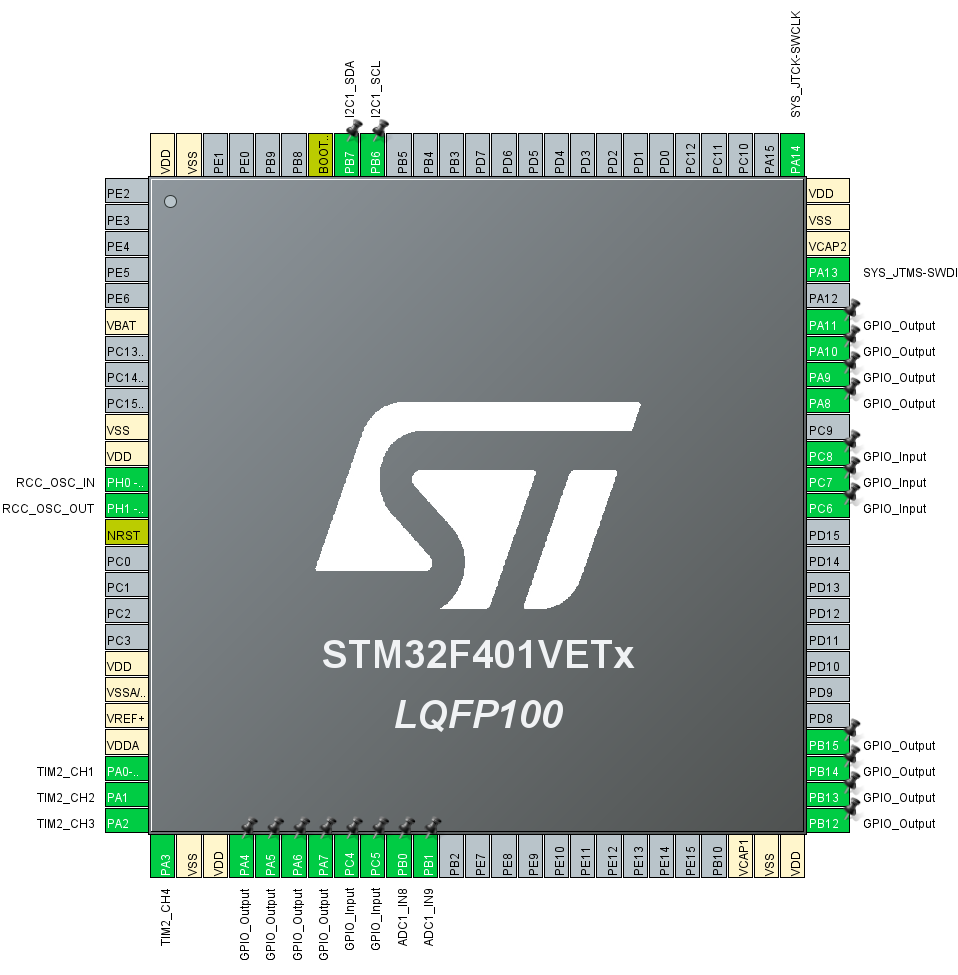 I2C1_SDA
I2C1_SCL
SYS_JTCK-SWCLK
VDD
VSS
PE1
PE0
PB9
PB8
BOOT..
PB7
PB6
PB5
PB4
PB3
PD7
PD6
PD5
PD4
PD3
PD2
PD1
PD0
PC12
PC11
PC10
PA15
PA14
PE2
PE3
PE4
PE5
PE6
VBAT
PC13..
PC14..
PC15..
VSS
VDD
RCC_OSC_IN PH0 -..
RCC_OSC_OUT PH1 -..
NRST
PC0
PC1
PC2
PC3
VDD
VSSA/..
VREF+
VDDA
TIM2_CH1 PA0-..
TIM2_CH2 PA1
TIM2_CH3 PA2
ST
STM32F401VETx
LQFP100
VDD
VSS
VCAP2
PA13 SYS_JTMS-SWDI
PA12
PA11 GPIO_Output
PA10 GPIO_Output
PA9 GPIO_Output
PA8 GPIO_Output
PC9
PC8 GPIO_Input
PC7 GPIO_Input
PC6 GPIO_Input
PD15
PD14
PD13
PD12
PD11
PD10
PD9
PD8
PB15 GPIO_Output
PB14 GPIO_Output
PB13 GPIO_Output
PB12 GPIO_Output
PA3
VSS
VDD
PA4
PA5
PA6
PA7
PC4
PC5
PB0
PB1
PB2
PE7
PE8
PE9
PE10
PE11
PE12
PE13
PE14
PE15
PB10
VCAP1
VSS
VDD
TIM2_CH4
GPIO_Output
GPIO_Output
GPIO_Output
GPIO_Output
GPIO_Input
GPIO_Input
ADC1_IN8
ADC1_IN9